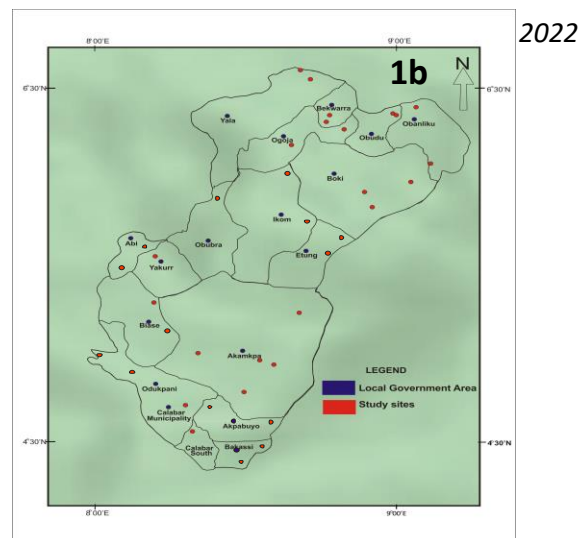 2022
8°00'E
9°00'E
1b
N
6°30'
6°30'N
Bekwarra
Yala
Obanliku
Obudu
Ogoja
Boki
Ikom
Abi
Obubra
Etung
Yakurr
Biase
Akamkpa
LEGEND
Local Government Area
Study sites
Odukpani
Calabar
Municipality
Akpabuyo
Calabar
South
Bakassi
4°30'
4°30'N
8°00'E
9°00'E